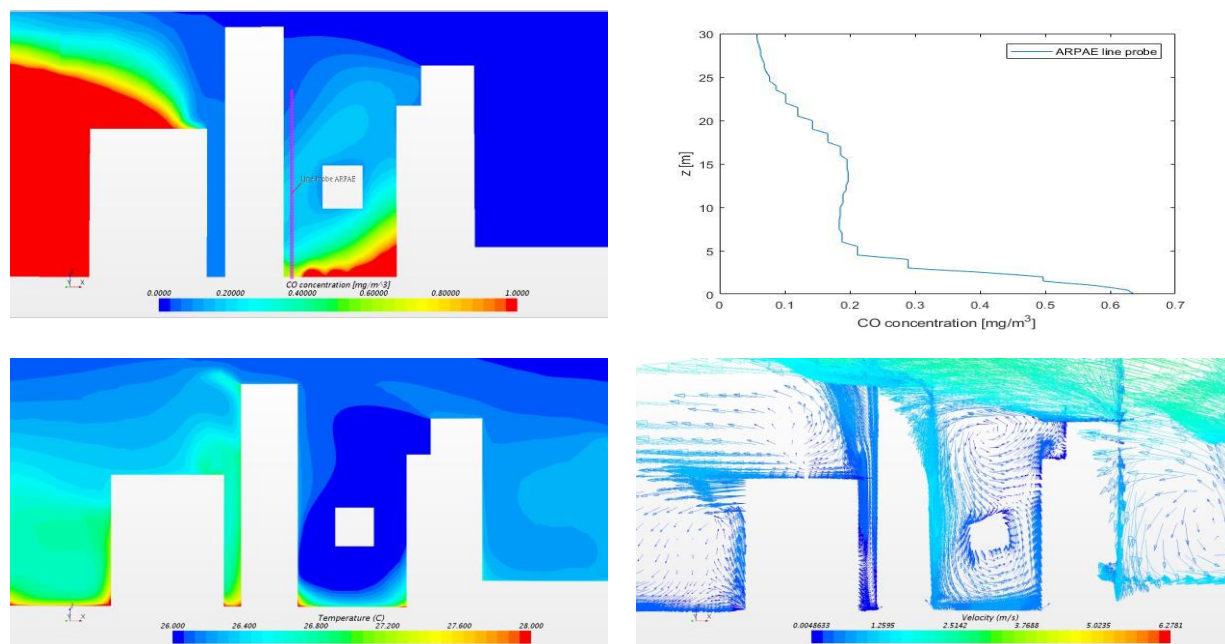 Line Probe ARPAE
CO concentration [mg/m^3]
0.0000 0.20000 0.40000 0.60000 0.80000 1.0000
Y
X
ARPAE line probe
30
25
20
15
10
5
0
z [m]
0 0.1 0.2 0.3 0.4 0.5 0.6 0.7
CO concentration [mg/m³]
Temperature (C)
26.000 26.400 26.800 27.200 27.600 28.000
X
Velocity (m/s)
0.0048633 1.2595 2.5142 3.7688 5.0235 6.2781
X